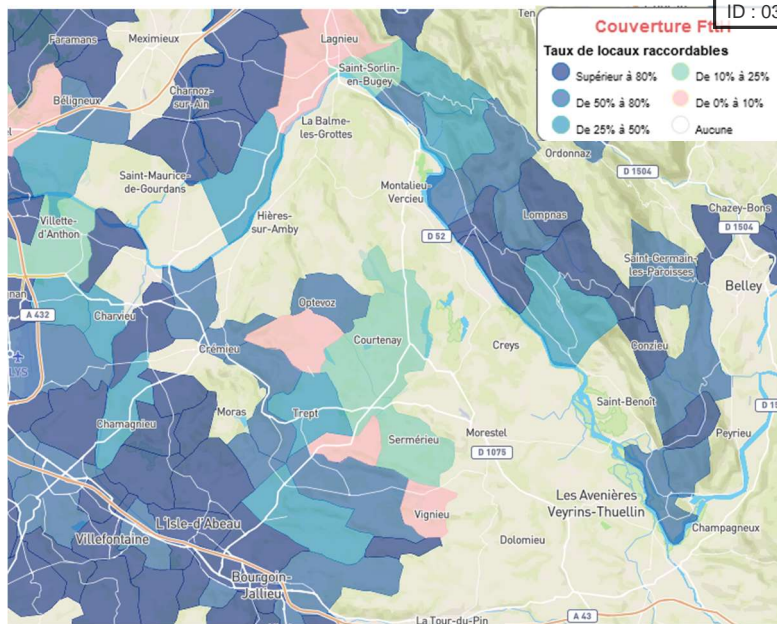 ID : 03
Couverture Ftth
Taux de locaux raccordables
Supérieur à 80%
De 10% à 25%
De 50% à 80%
De 0% à 10%
De 25% à 50%
Aucune
Ten
Faramans
Meximieux
Lagnieu
Saint-Sorlin-
en-Bugey
Béligneux
Charnoz-
sur-Ain
La Balme-
les-Grottes
Ordonnaz
D 1504
Saint-Maurice-
de-Gourdans
Montalieu-
Vercieu
Villette-
d'Anthon
Hières-
sur-Amby
Lompnas
Chazey-Bons
D 1504
D 52
Saint-Germain-
les-Paroisses
Belley
A 432
Charvieu
Optevoz
Courtenay
Creys
Conzieu
LYS
Crémieu
Saint-Benoît
Chamagnieu
Moras
Trept
Sermérieu
Morestel
D 1075
Peyrieu
Les Avenières
Veyrins-Thuellin
Vignieu
Champagneux
L'Isle-d'Abeau
Villefontaine
Dolomieu
Bourgoin-
Jallieu
La Tour-du-Pin
A 43